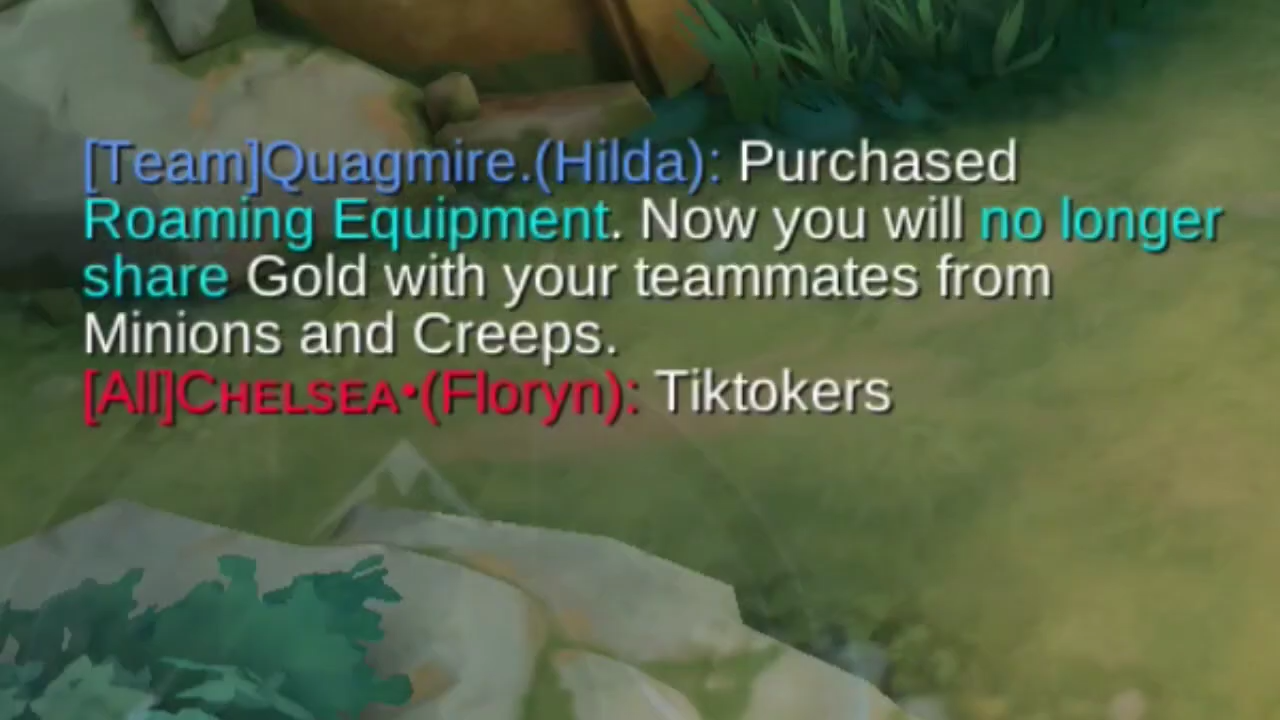 [Team]Quagmire.(Hilda): Purchased
Roaming Equipment. Now you will no longer
share Gold with your teammates from
Minions and Creeps.
[All]Cʜᴇʟsᴇᴀ•(Floryn): Tiktokers